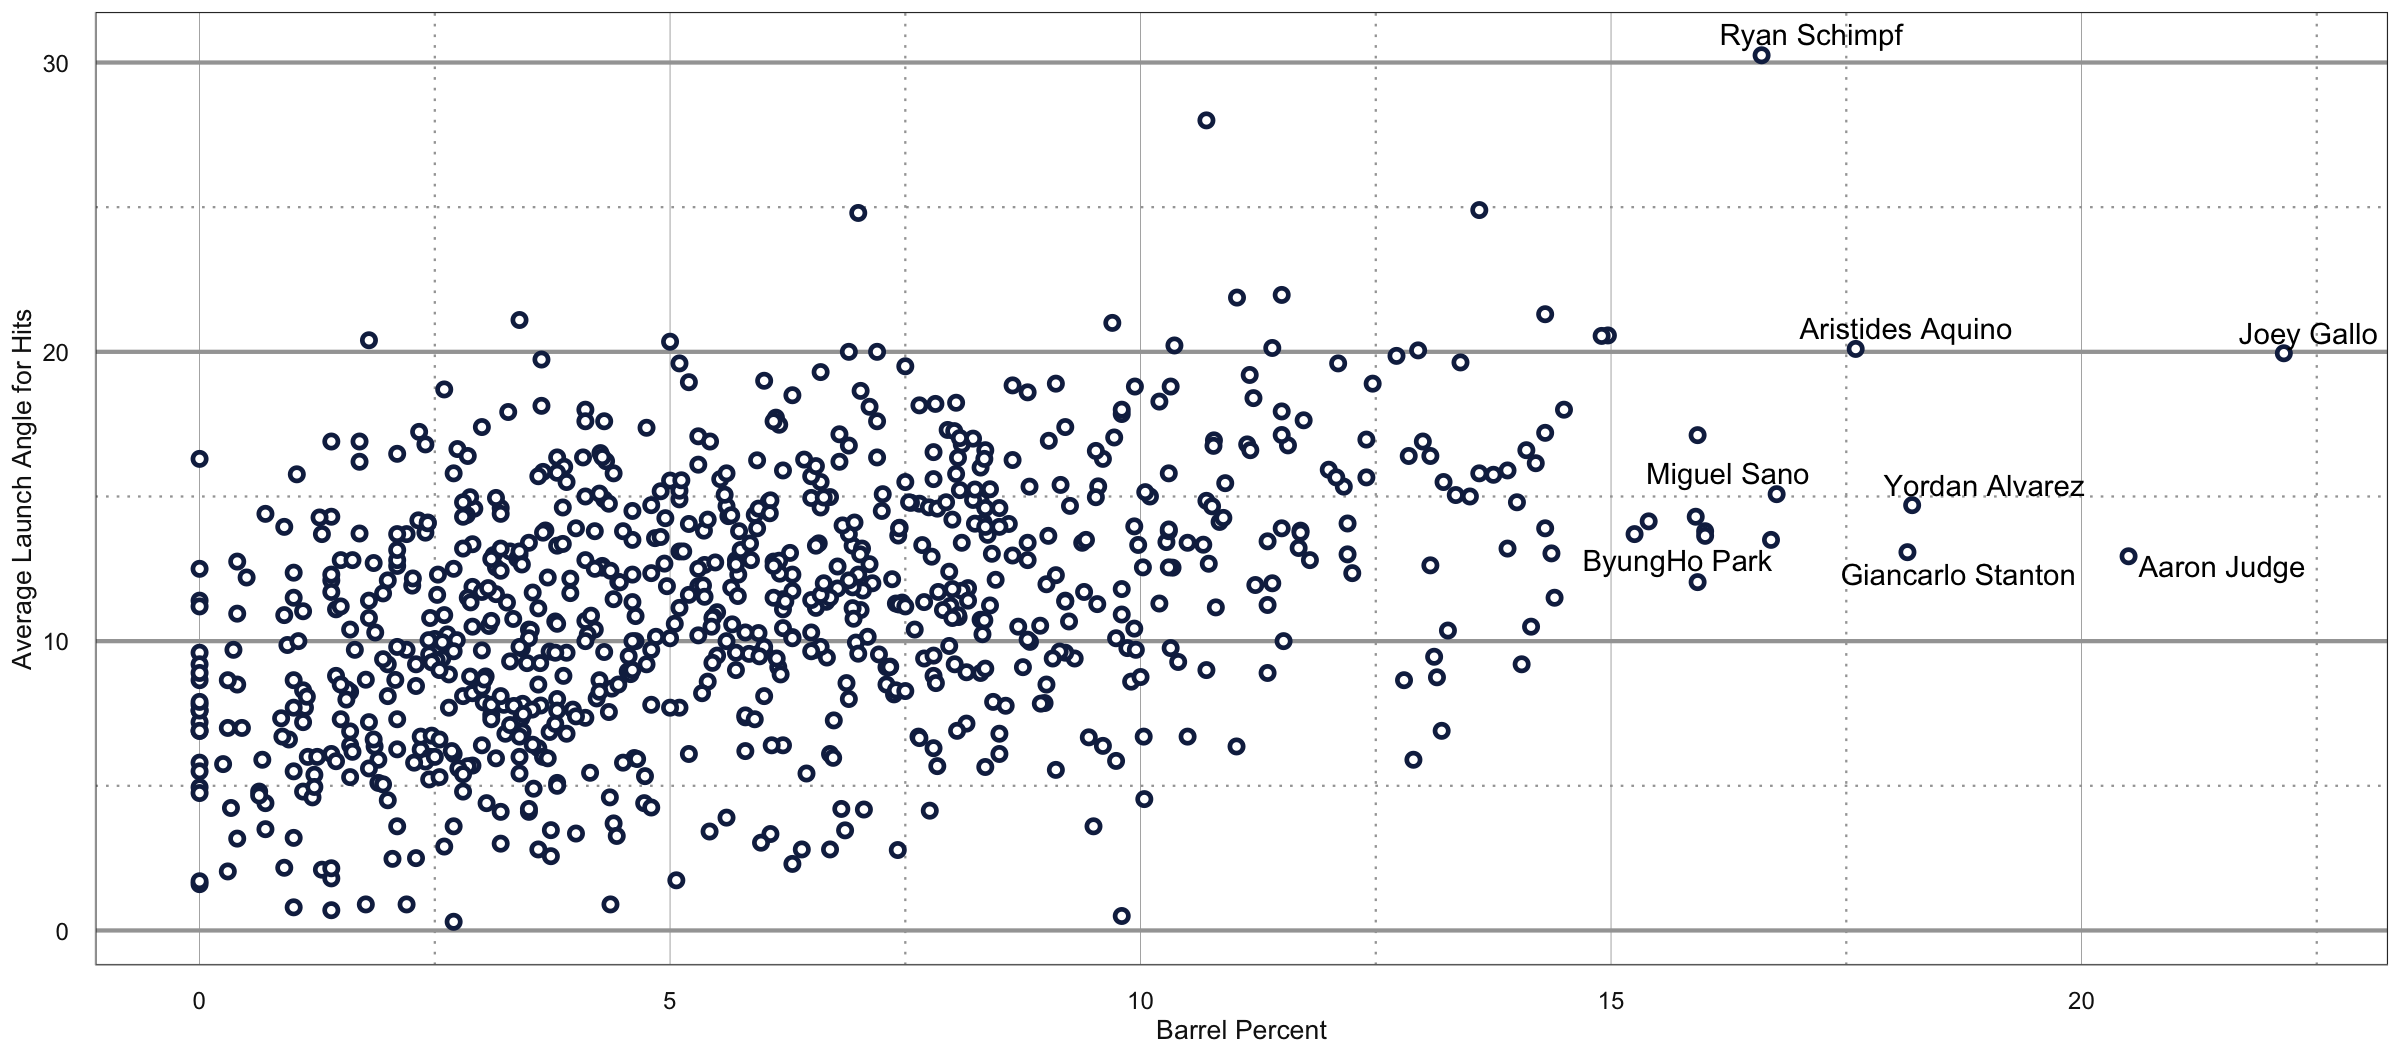 Ryan Schimpf
30
Aristides Aquino
Joey Gallo
20
Miguel Sano
Yordan Alvarez
ByungHo Park
Giancarlo Stanton
Aaron Judge
10
0
Average Launch Angle for Hits
0 5 10 15 20
Barrel Percent